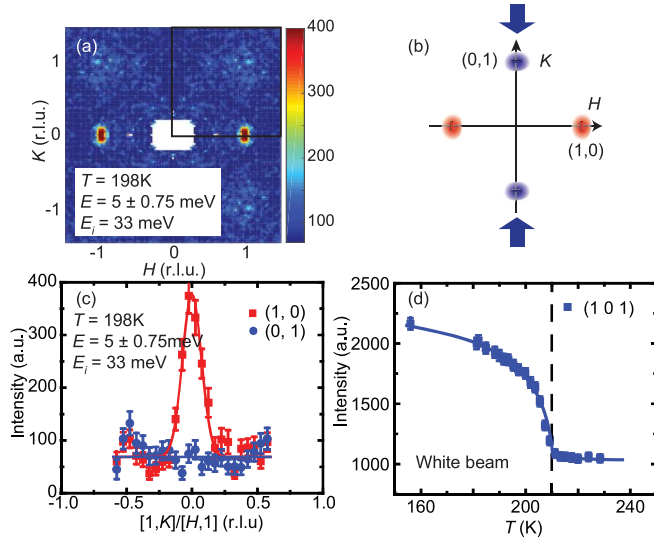 (a)
K (r.l.u.)
1
0
-1
T = 198K
E = 5 ± 0.75 meV
Ei = 33 meV
-1
0
1
H (r.l.u.)
400
300
200
100
(b)
(0,1)
K
H
(1,0)
(c)
T = 198K
E = 5 ± 0.75meV
Ei = 33 meV
(1, 0)
(0, 1)
Intensity (a.u.)
400
300
200
100
0
-1.0
-0.5
0.0
0.5
1.0
[1,K]/[H,1] (r.l.u)
(d)
(1 0 1)
Intensity (a.u.)
2500
2000
1500
1000
White beam
160
200
240
T (K)